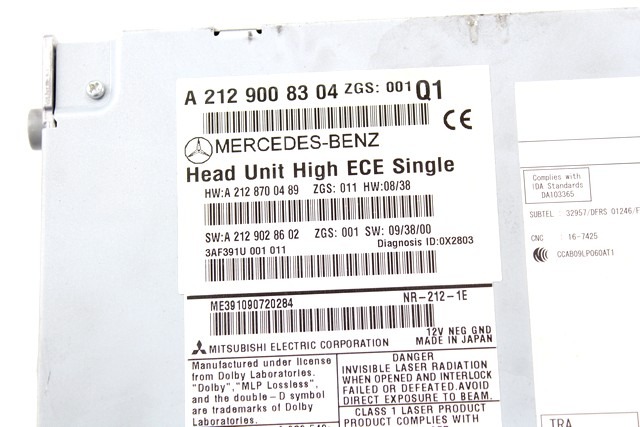 A 212 900 83 04 ZGS: 001 Q1
CE
MERCEDES-BENZ
Head Unit High ECE Single
HW:A 212 870 04 89 ZGS: 011 HW:08/38
SW:A 212 902 86 02 ZGS: 001 SW: 09/38/00
3AF391U 001 011 Diagnosis ID:0X2803
ME391090720284 NR-212-1E
12V NEG GND
MITSUBISHI ELECTRIC CORPORATION MADE IN JAPAN
Manufactured under license
from Dolby Laboratories.
"Dolby","MLP Lossless",
and the double-D symbol
are trademarks of Dolby
Laboratories.
DANGER
INVISIBLE LASER RADIATION
WHEN OPENED AND INTERLOCK
FAILED OR DEFEATED.AVOID
DIRECT EXPOSURE TO BEAM.
CLASS 1 LASER PRODUCT
PRODUCT COMPLIES WITH
Complies with
IDA Standards
DA103365
SUBTEL : 32957/DFRS 01246/F
CNC : 16-7425
CCAB09LP060AT1
TRA